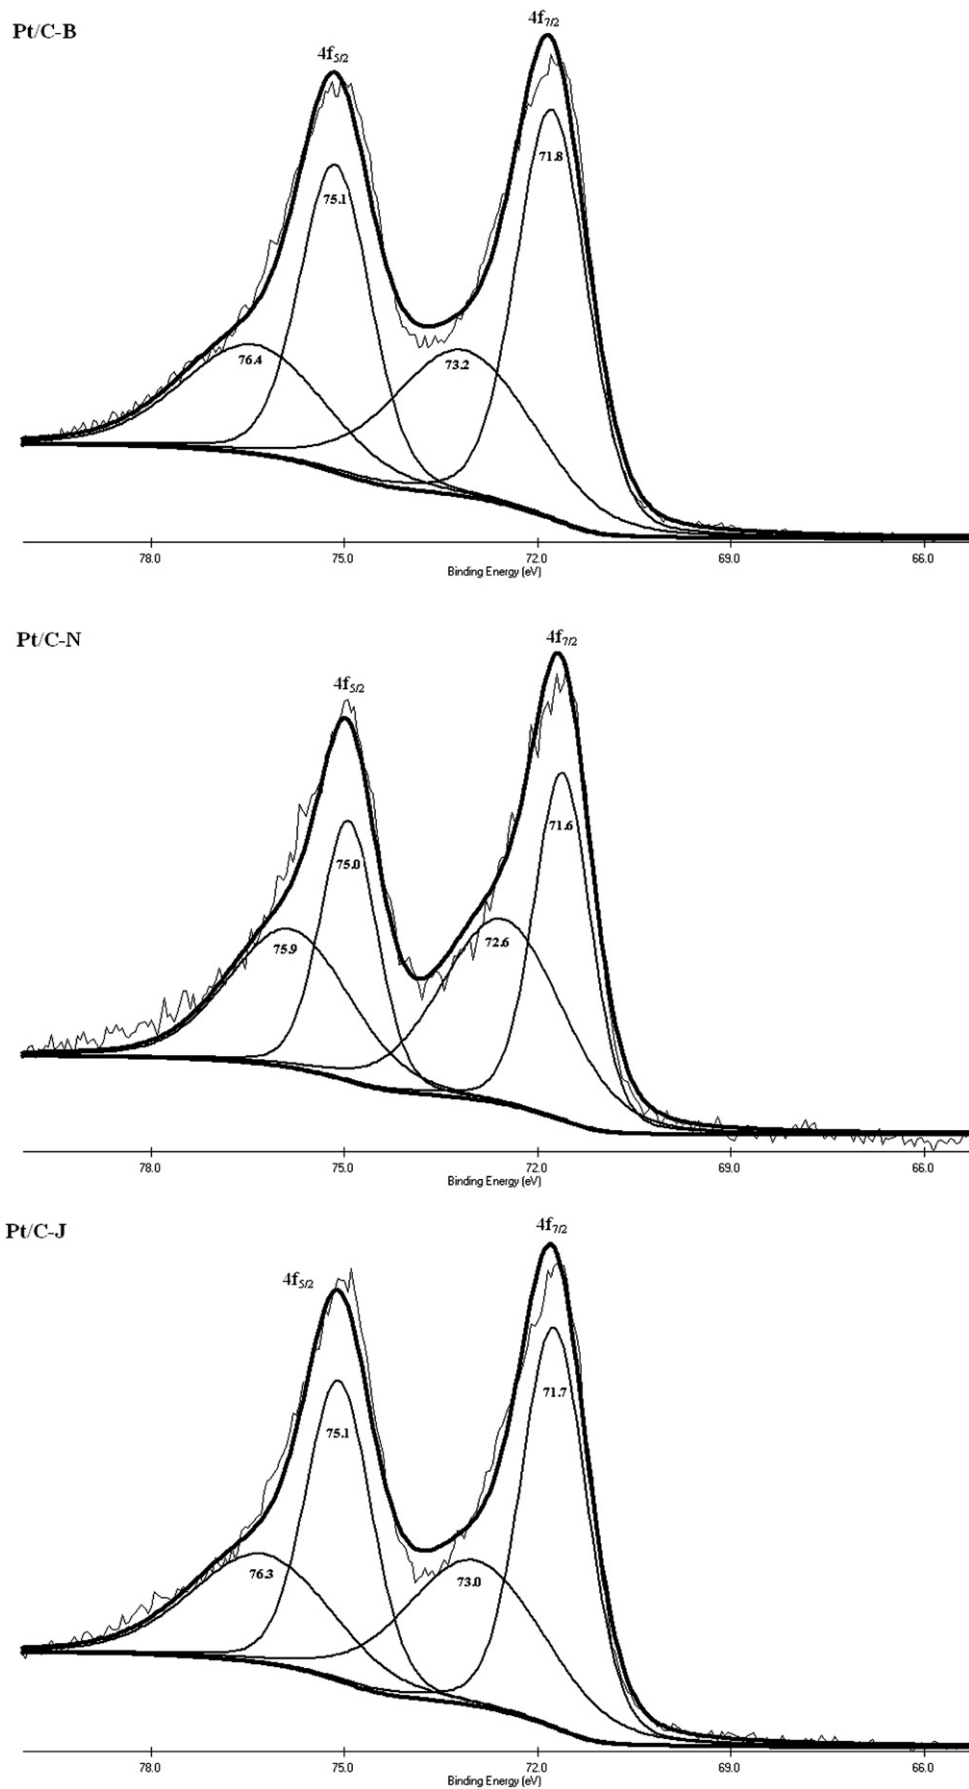 Pt/C-B
4f7/2
4f5/2
71.8
75.1
76.4
73.2
78.0 75.0 72.0 69.0 66.0
Binding Energy (eV)
Pt/C-N
4f7/2
4f5/2
71.6
75.0
75.9
72.6
78.0 75.0 72.0 69.0 66.0
Binding Energy (eV)
Pt/C-J
4f7/2
4f5/2
71.7
75.1
76.3
73.0
78.0 75.0 72.0 69.0 66.0
Binding Energy (eV)